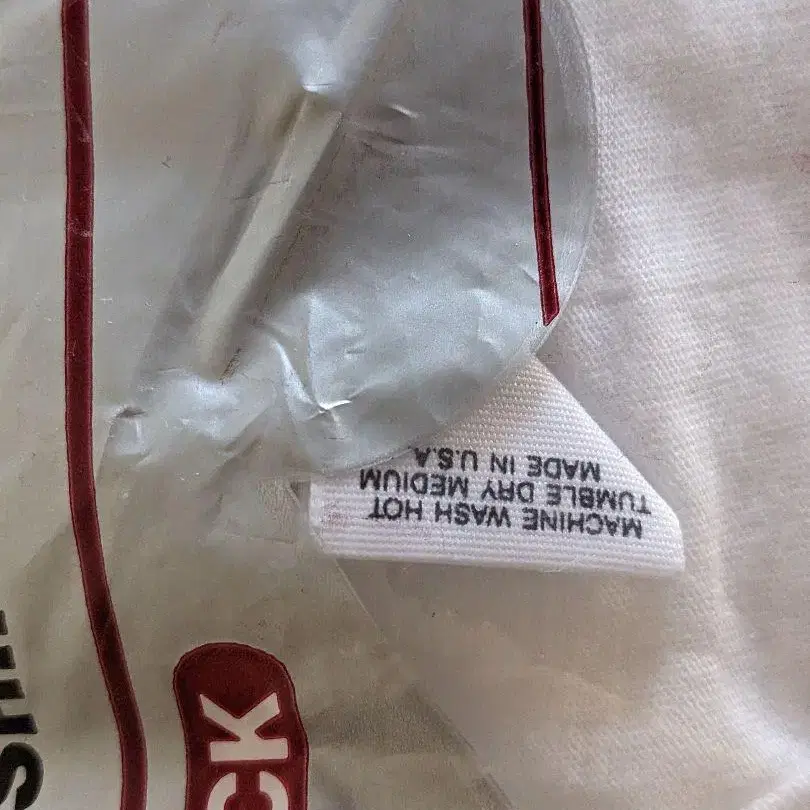 MACHINE WASH HOT
TUMBLE DRY MEDIUM
MADE IN U.S.A.
CK